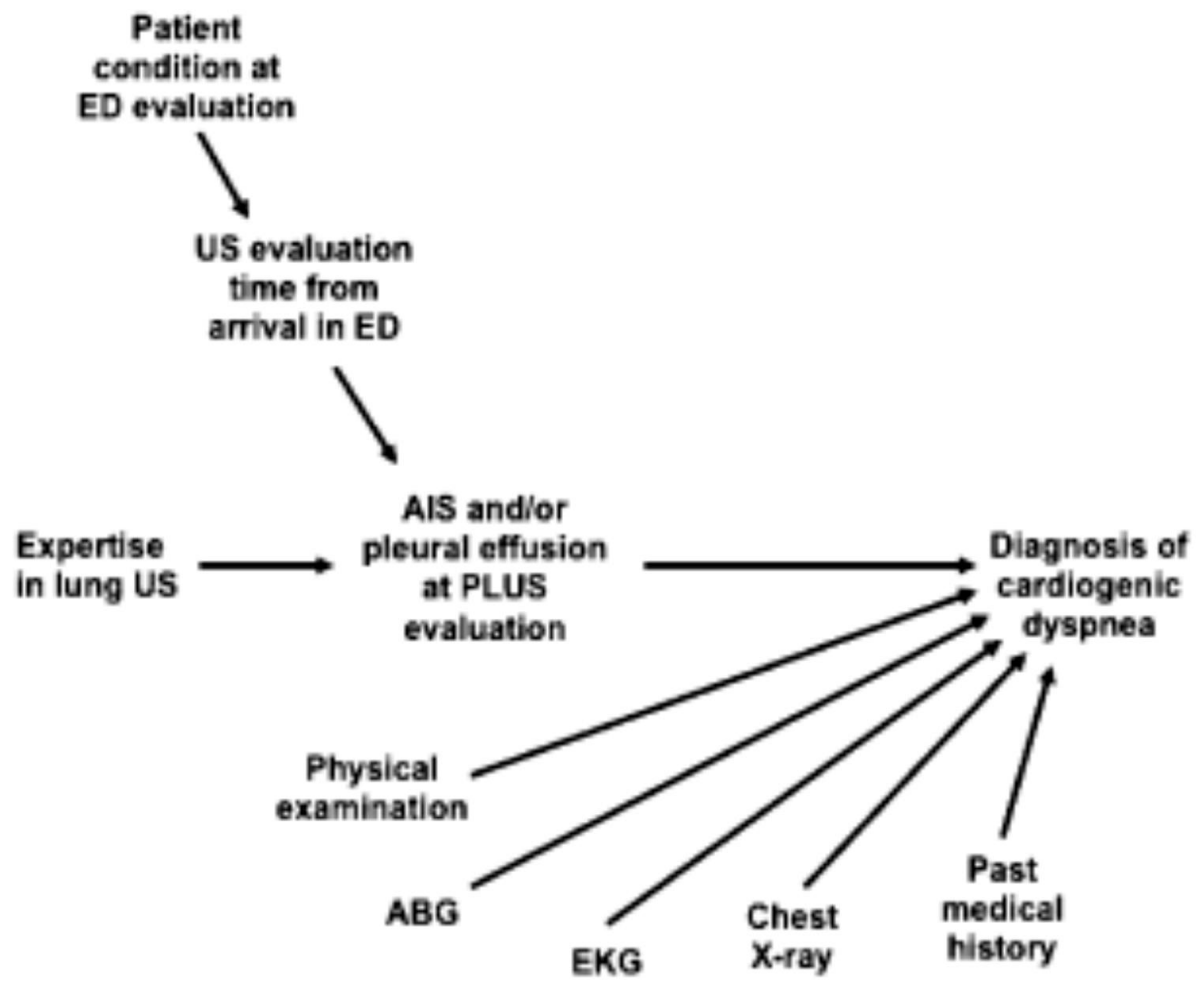 Patient
condition at
ED evaluation
US evaluation
time from
arrival in ED
Expertise
in lung US
AIS and/or
pleural effusion
at PLUS
evaluation
Diagnosis of
cardiogenic
dyspnea
Physical
examination
ABG
EKG
Chest
X-ray
Past
medical
history